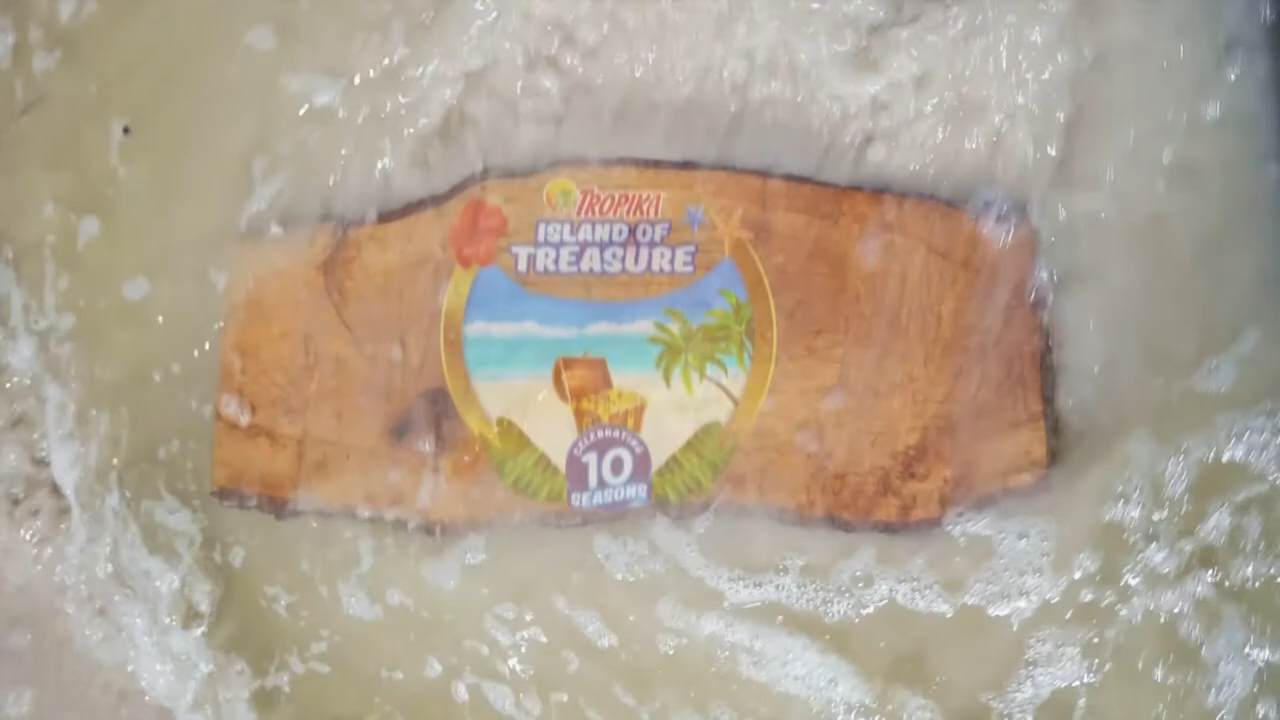 TROPIKA
ISLAND OF
TREASURE
CELEBRATING
10
SEASONS